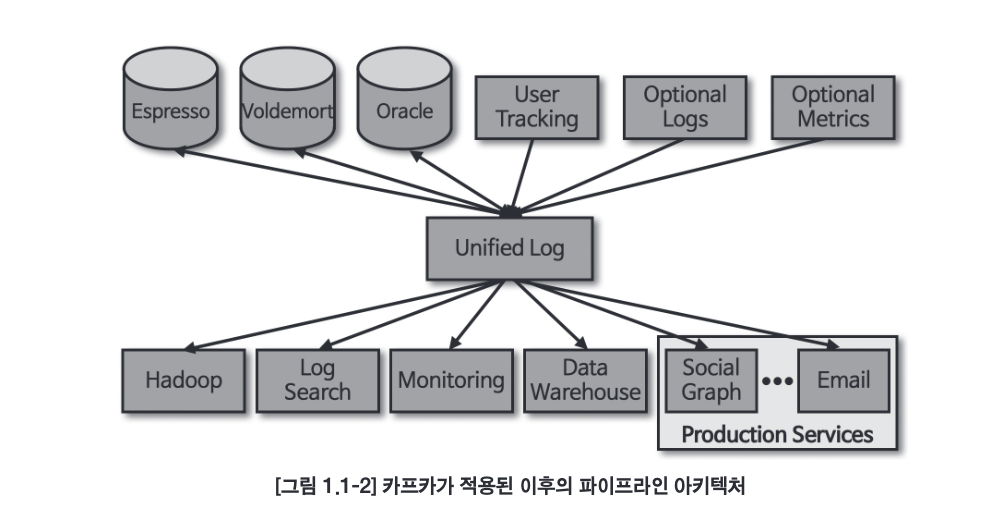 Espresso
Voldemort
Oracle
User
Tracking
Optional
Logs
Optional
Metrics
Unified Log
Hadoop
Log
Search
Monitoring
Data
Warehouse
Social
Graph
•••
Email
Production Services
[그림 1.1-2] 카프카가 적용된 이후의 파이프라인 아키텍처